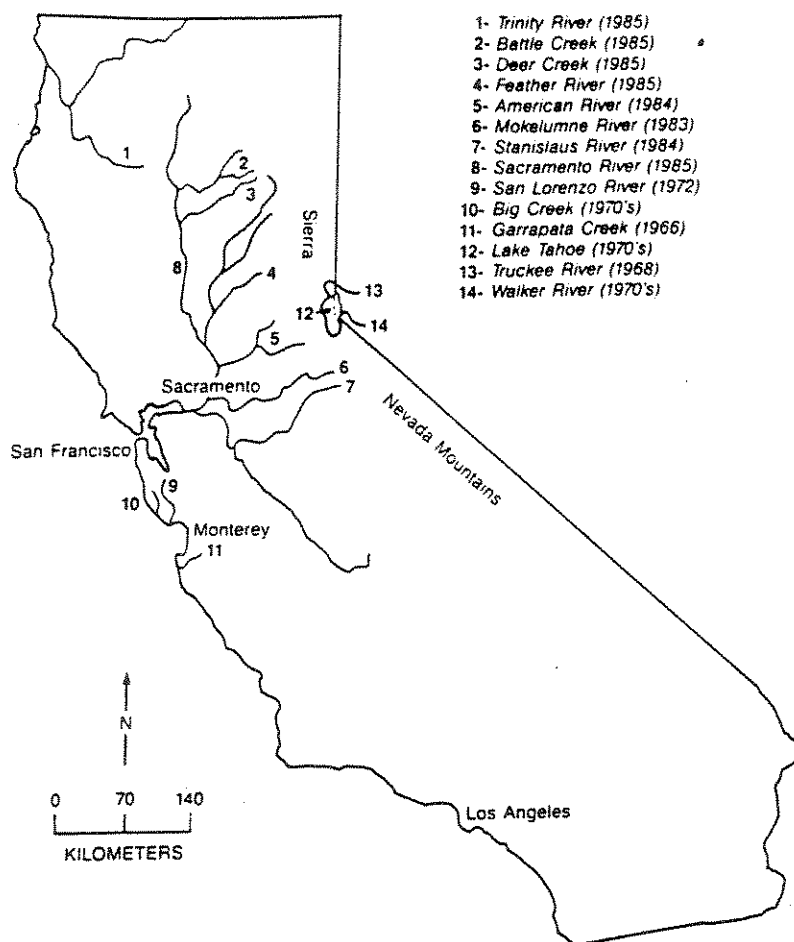 1- Trinity River (1985)
2- Battle Creek (1985)
3- Deer Creek (1985)
4- Feather River (1985)
5- American River (1984)
6- Mokelumne River (1983)
7- Stanislaus River (1984)
8- Sacramento River (1985)
9- San Lorenzo River (1972)
10- Big Creek (1970's)
11- Garrapata Creek (1966)
12- Lake Tahoe (1970's)
13- Truckee River (1968)
14- Walker River (1970's)
1
2
3
Sierra
8
4
13
12
14
5
6
Sacramento
7
Nevada Mountains
San Francisco
9
10
Monterey
11
N
0 70 140
KILOMETERS
Los Angeles